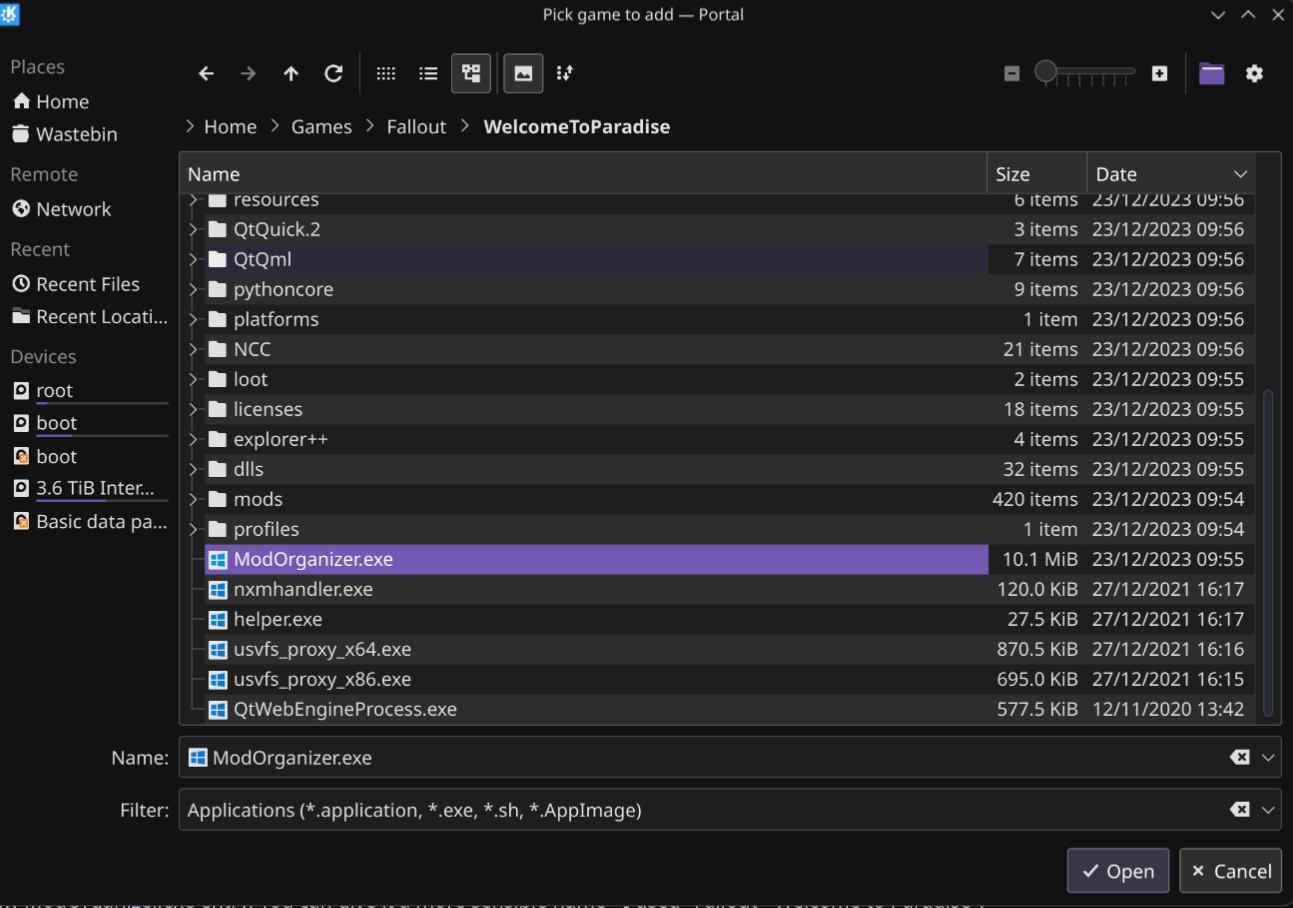 Pick game to add — Portal
Places
Home
Wastebin
Remote
Network
Recent
Recent Files
Recent Locati...
Devices
root
boot
boot
3.6 TiB Inter...
Basic data pa...
Home Games Fallout WelcomeToParadise
Name Size Date
resources 6 items 23/12/2023 09:56
QtQuick.2 3 items 23/12/2023 09:56
QtQml 7 items 23/12/2023 09:56
pythoncore 9 items 23/12/2023 09:56
platforms 1 item 23/12/2023 09:56
NCC 21 items 23/12/2023 09:56
loot 2 items 23/12/2023 09:55
licenses 18 items 23/12/2023 09:55
explorer++ 4 items 23/12/2023 09:55
dlls 32 items 23/12/2023 09:55
mods 420 items 23/12/2023 09:54
profiles 1 item 23/12/2023 09:54
ModOrganizer.exe 10.1 MiB 23/12/2023 09:55
nxmhandler.exe 120.0 KiB 27/12/2021 16:17
helper.exe 27.5 KiB 27/12/2021 16:17
usvfs_proxy_x64.exe 870.5 KiB 27/12/2021 16:16
usvfs_proxy_x86.exe 695.0 KiB 27/12/2021 16:15
QtWebEngineProcess.exe 577.5 KiB 12/11/2020 13:42
Name: ModOrganizer.exe
Filter: Applications (*.application, *.exe, *.sh, *.AppImage)
Open Cancel